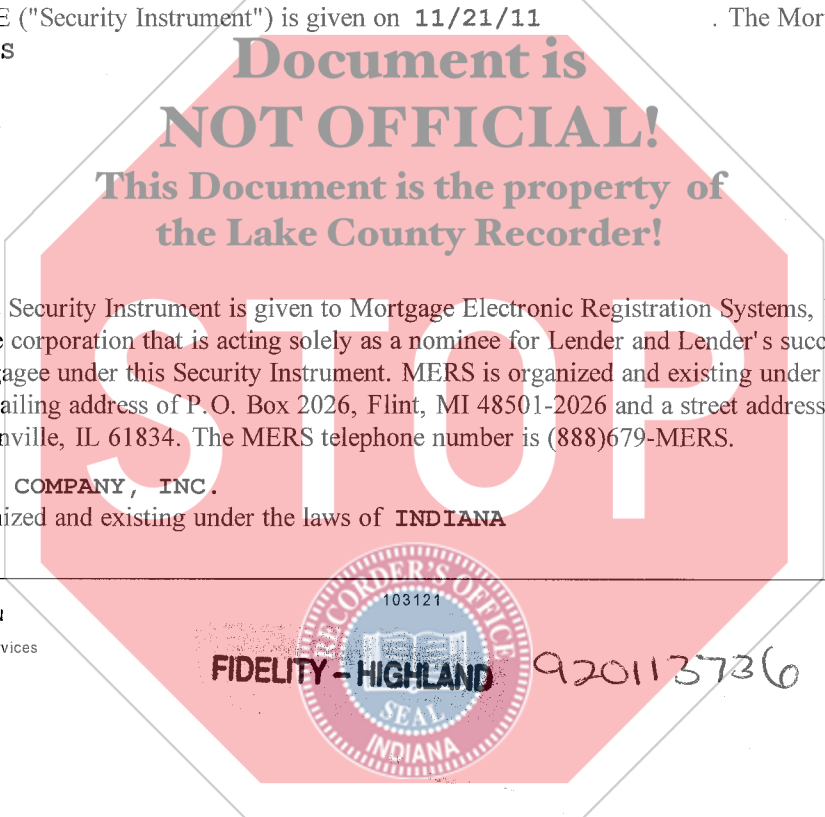 E ("Security Instrument") is given on 11/21/11 . The Mor
S
Document is
NOT OFFICIAL!
This Document is the property of
the Lake County Recorder!
Security Instrument is given to Mortgage Electronic Registration Systems,
e corporation that is acting solely as a nominee for Lender and Lender's succ
agee under this Security Instrument. MERS is organized and existing under
ailing address of P.O. Box 2026, Flint, MI 48501-2026 and a street address
nville, IL 61834. The MERS telephone number is (888)679-MERS.
STOP
COMPANY, INC.
nized and existing under the laws of INDIANA
RECORDER'S OFFICE
103121
vices
FIDELITY - HIGHLAND 920113736
SEAL
INDIANA